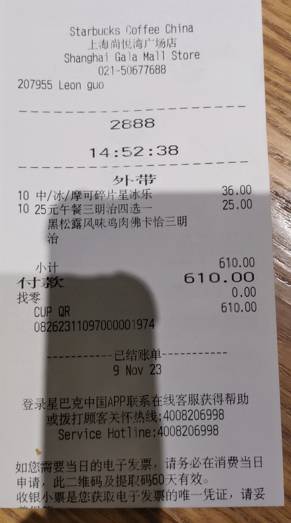 Starbucks Coffee China
上海尚悦湾广场店
Shanghai Gala Mall Store
021-50677688
207955 Leon guo
2888
14:52:38
外带
10 中/冰/摩可碎片星冰乐 36.00
10 25元午餐三明治四选一 25.00
黑松露风味鸡肉佛卡恰三明
治
小计 610.00
付款 610.00
找零 0.00
CUP QR 610.00
08262311097000001974
-----------已结账单-----------
9 Nov 23
登录星巴克中国APP联系在线客服获得帮助
或拨打顾客关怀热线:4008206998
Service Hotline:4008206998
如您需要当日的电子发票，请务必在消费当日
申请，此二维码及提取码60天有效。
收银小票是您获取电子发票的唯一凭证，请妥